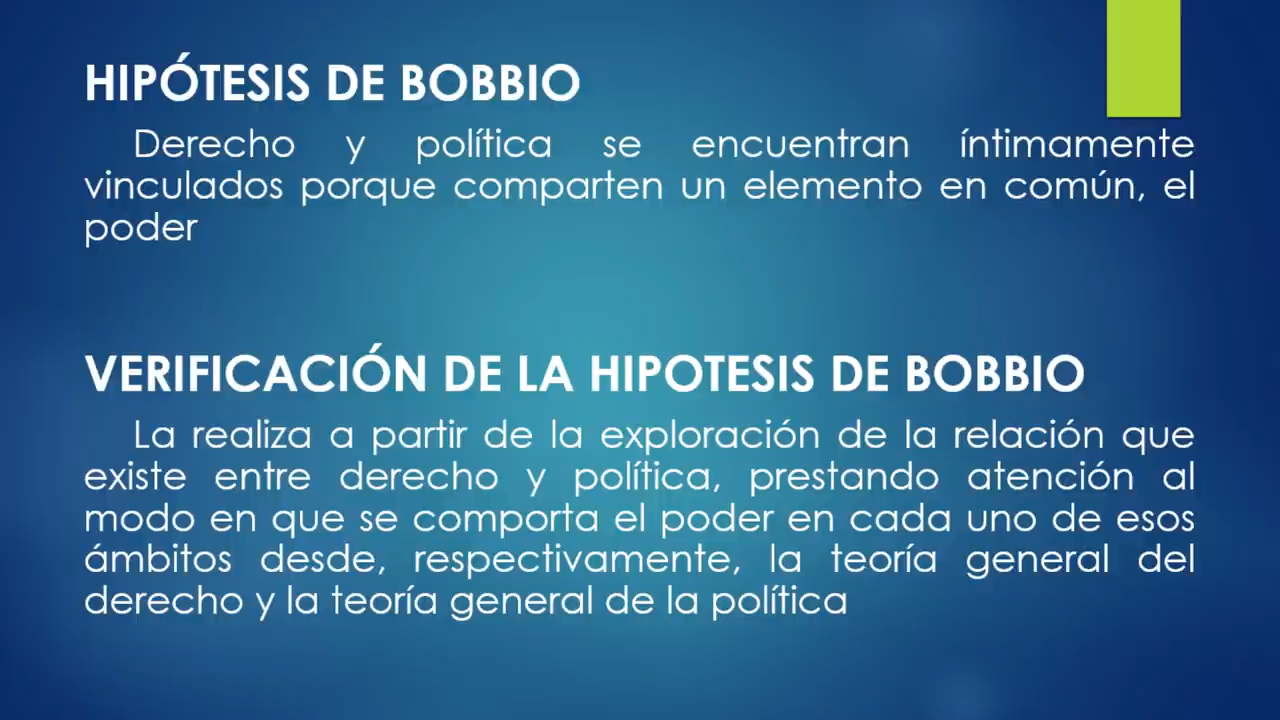 HIPÓTESIS DE BOBBIO
Derecho y política se encuentran íntimamente
vinculados porque comparten un elemento en común, el
poder
VERIFICACIÓN DE LA HIPOTESIS DE BOBBIO
La realiza a partir de la exploración de la relación que
existe entre derecho y política, prestando atención al
modo en que se comporta el poder en cada uno de esos
ámbitos desde, respectivamente, la teoría general del
derecho y la teoría general de la política